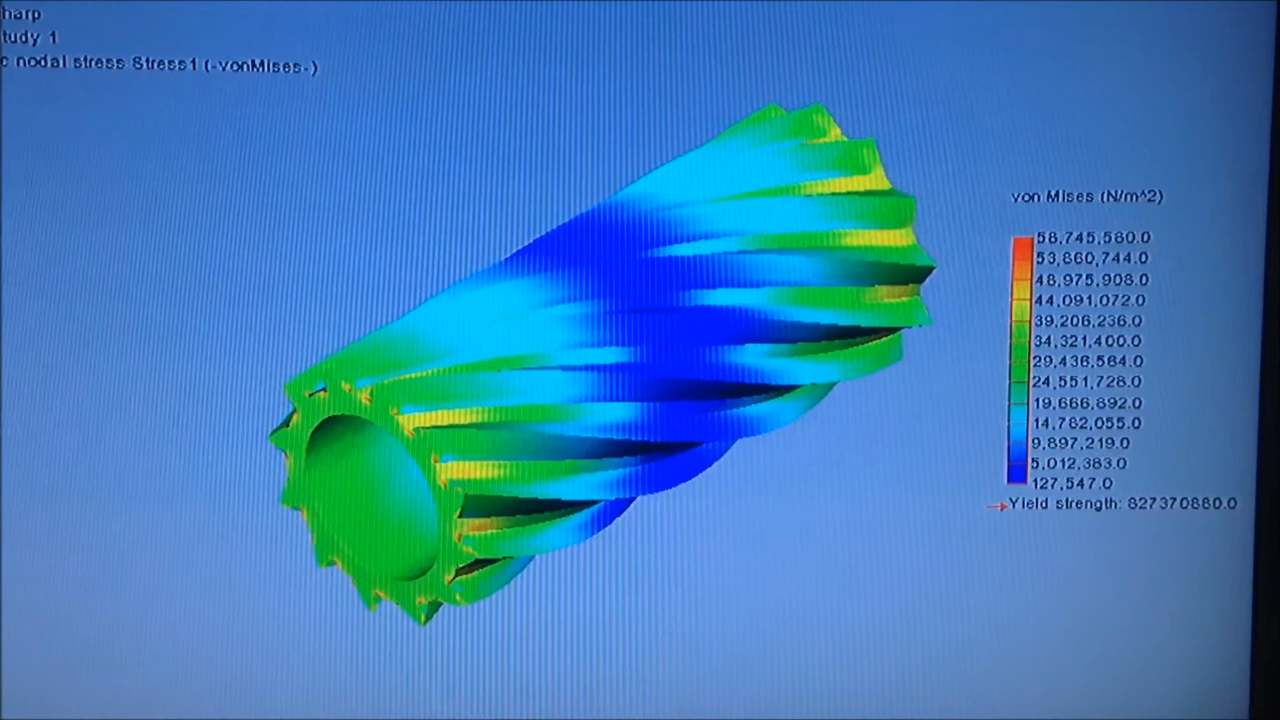 harp
tudy 1
c nodal stress Stress1 (-vonMises-)
von Mises (N/m^2)
58,745,580.0
53,860,744.0
48,975,908.0
44,091,072.0
39,206,236.0
34,321,400.0
29,436,564.0
24,551,728.0
19,666,892.0
14,782,055.0
9,897,219.0
5,012,383.0
127,547.0
Yield strength: 827370880.0